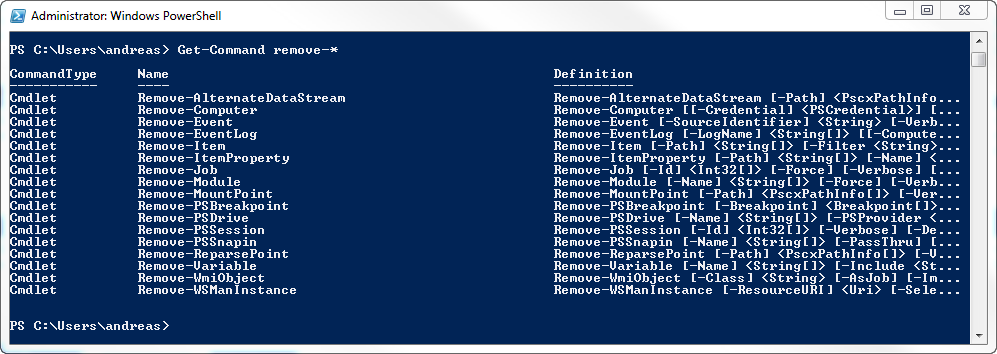 Administrator: Windows PowerShell
PS C:\Users\andreas> Get-Command remove-*
CommandType     Name                                                Definition
-----------     ----                                                ----------
Cmdlet          Remove-AlternateDataStream                          Remove-AlternateDataStream [-Path] <PscxPathInfo...
Cmdlet          Remove-Computer                                     Remove-Computer [[-Credential] <PSCredential>] [...
Cmdlet          Remove-Event                                        Remove-Event [-SourceIdentifier] <String> [-Verb...
Cmdlet          Remove-EventLog                                     Remove-EventLog [-LogName] <String[]> [[-Compute...
Cmdlet          Remove-Item                                         Remove-Item [-Path] <String[]> [-Filter <String>...
Cmdlet          Remove-ItemProperty                                 Remove-ItemProperty [-Path] <String[]> [-Name] <...
Cmdlet          Remove-Job                                          Remove-Job [-Id] <Int32[]> [-Force] [-Verbose] [...
Cmdlet          Remove-Module                                       Remove-Module [-Name] <String[]> [-Force] [-Verb...
Cmdlet          Remove-MountPoint                                   Remove-MountPoint [-Path] <PscxPathInfo[]> [-Ver...
Cmdlet          Remove-PSBreakpoint                                 Remove-PSBreakpoint [-Breakpoint] <Breakpoint[]>...
Cmdlet          Remove-PSDrive                                      Remove-PSDrive [-Name] <String[]> [-PSProvider <...
Cmdlet          Remove-PSSession                                    Remove-PSSession [-Id] <Int32[]> [-Verbose] [-De...
Cmdlet          Remove-PSSnapin                                     Remove-PSSnapin [-Name] <String[]> [-PassThru] [...
Cmdlet          Remove-ReparsePoint                                 Remove-ReparsePoint [-Path] <PscxPathInfo[]> [-V...
Cmdlet          Remove-Variable                                     Remove-Variable [-Name] <String[]> [-Include <St...
Cmdlet          Remove-WmiObject                                    Remove-WmiObject [-Class] <String> [-AsJob] [-Im...
Cmdlet          Remove-WSManInstance                                Remove-WSManInstance [-ResourceURI] <Uri> [-Sele...
PS C:\Users\andreas>